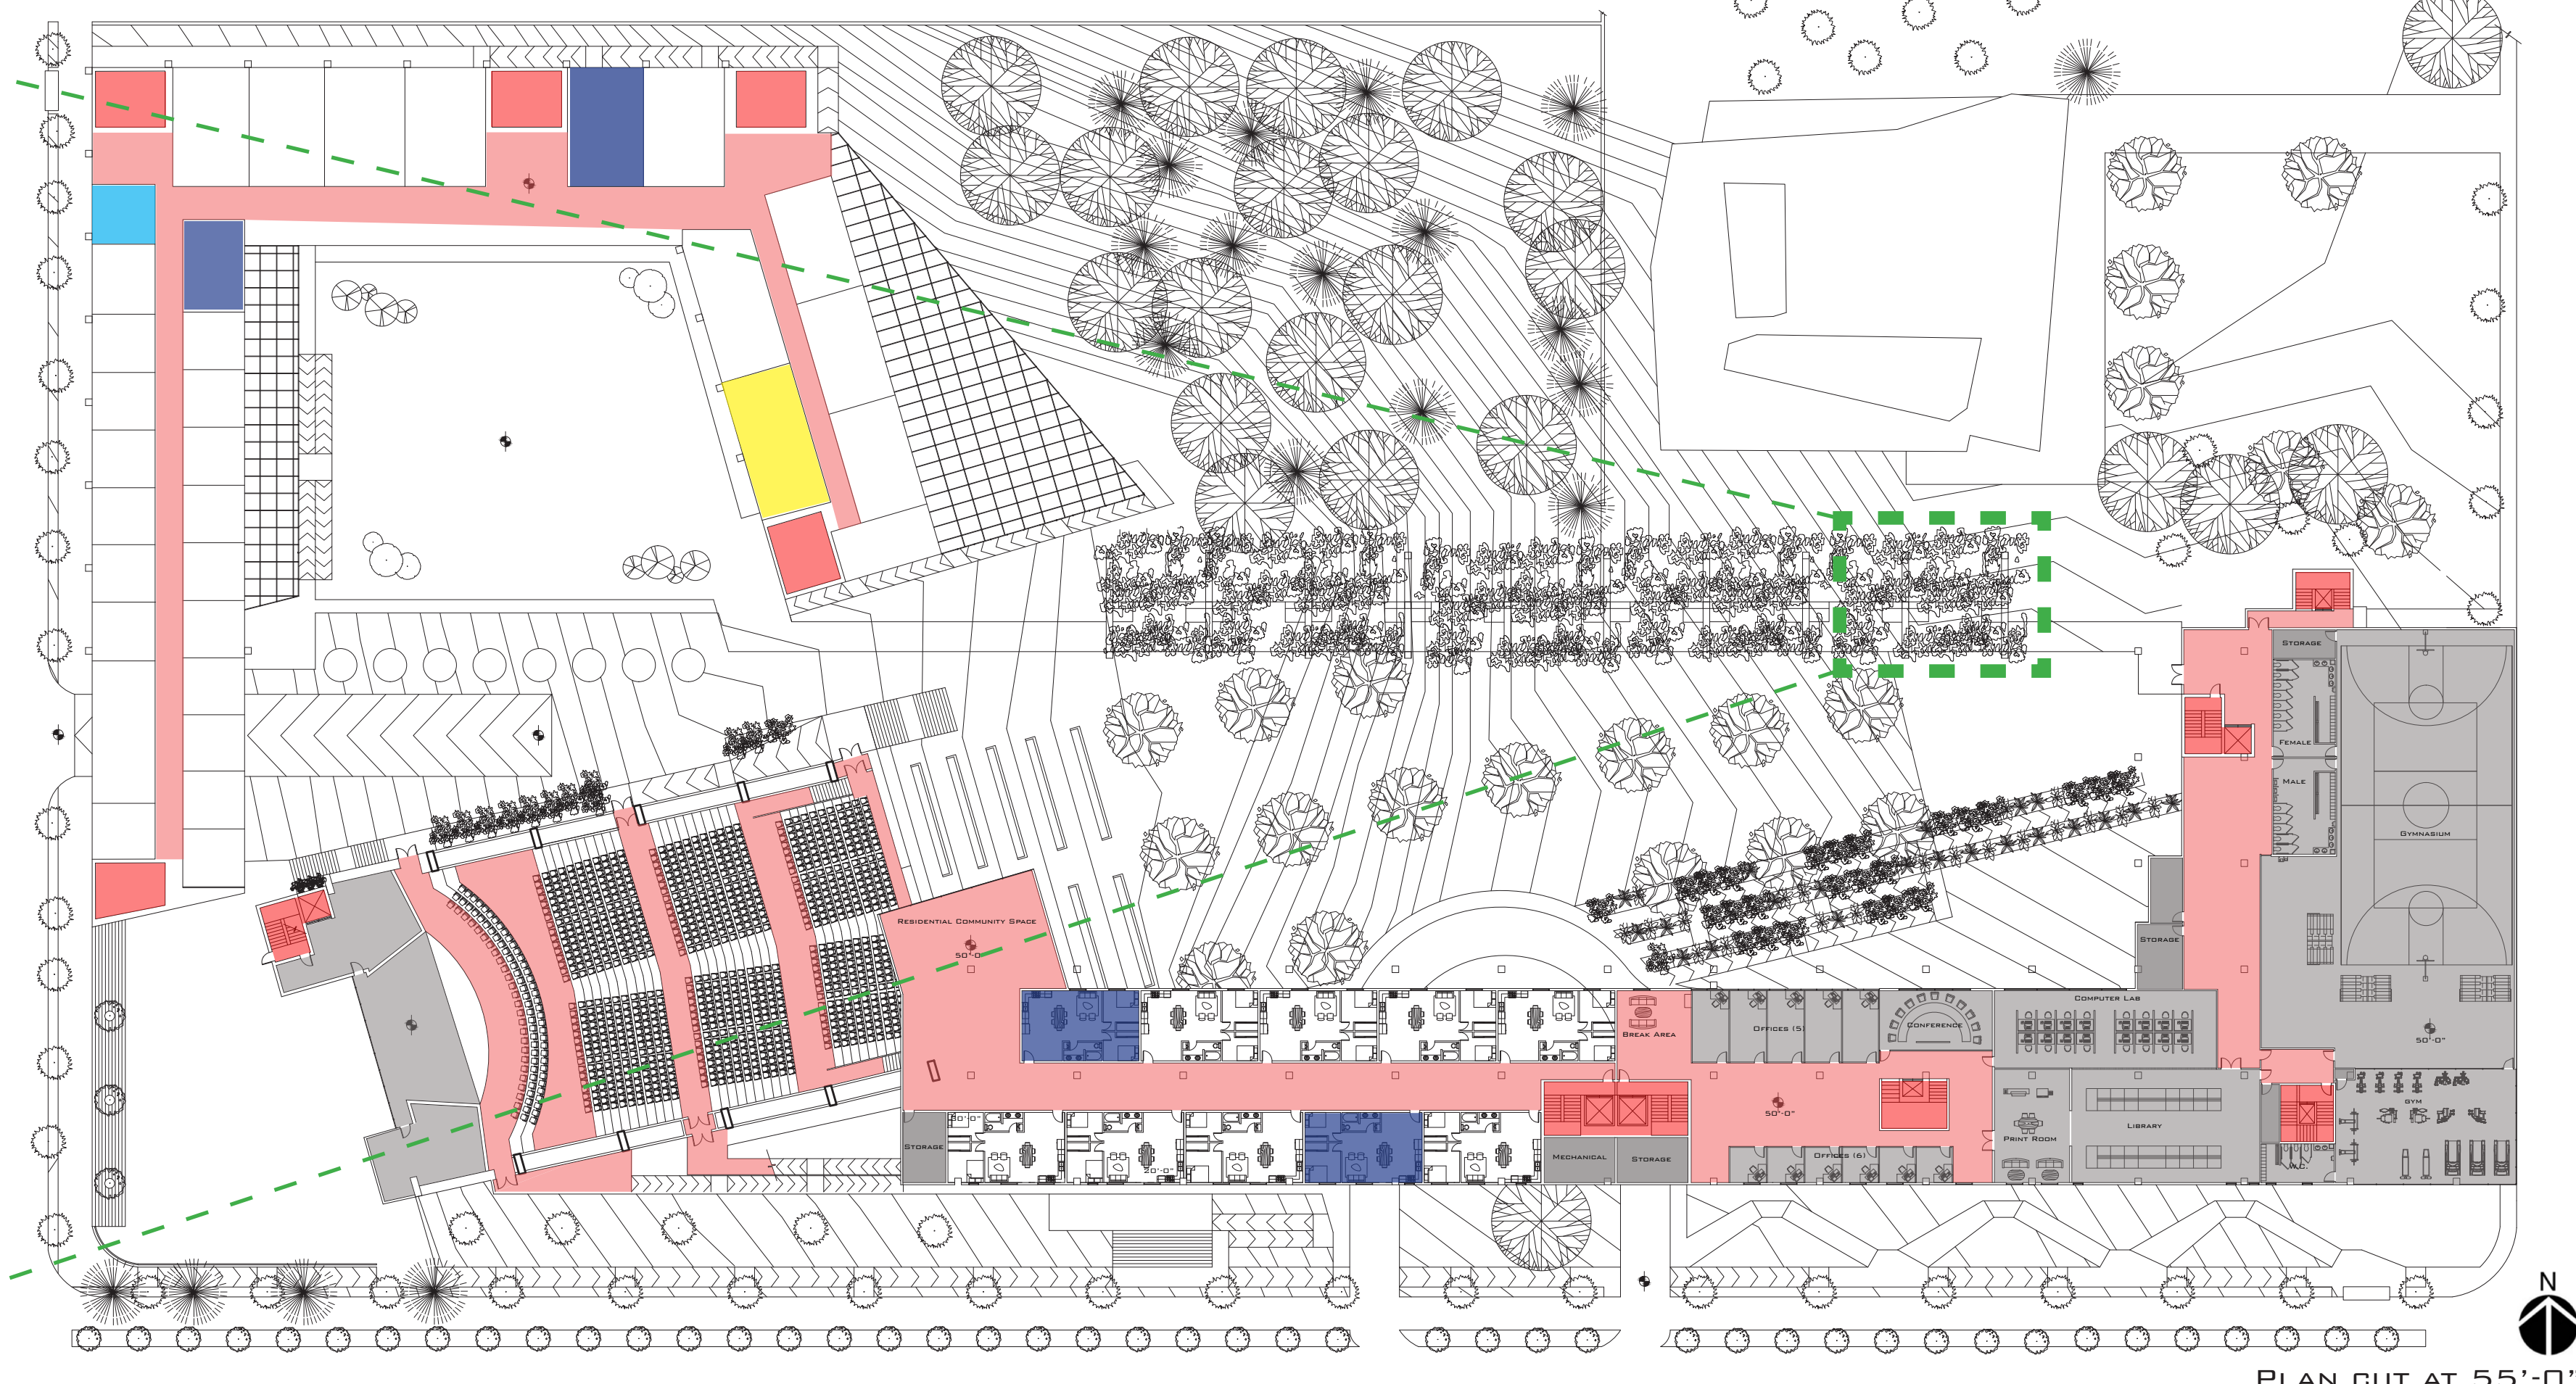 STORAGE
FEMALE
MALE
GYMNASIUM
RESIDENTIAL COMMUNITY SPACE
50'-0"
STORAGE
BREAK AREA
OFFICES (5)
CONFERENCE
COMPUTER LAB
50'-0"
50'-0"
GYM
STORAGE
20'-0"
MECHANICAL
STORAGE
OFFICES (6)
PRINT ROOM
LIBRARY
W.C.
N
PLAN CUT AT 55'-0"